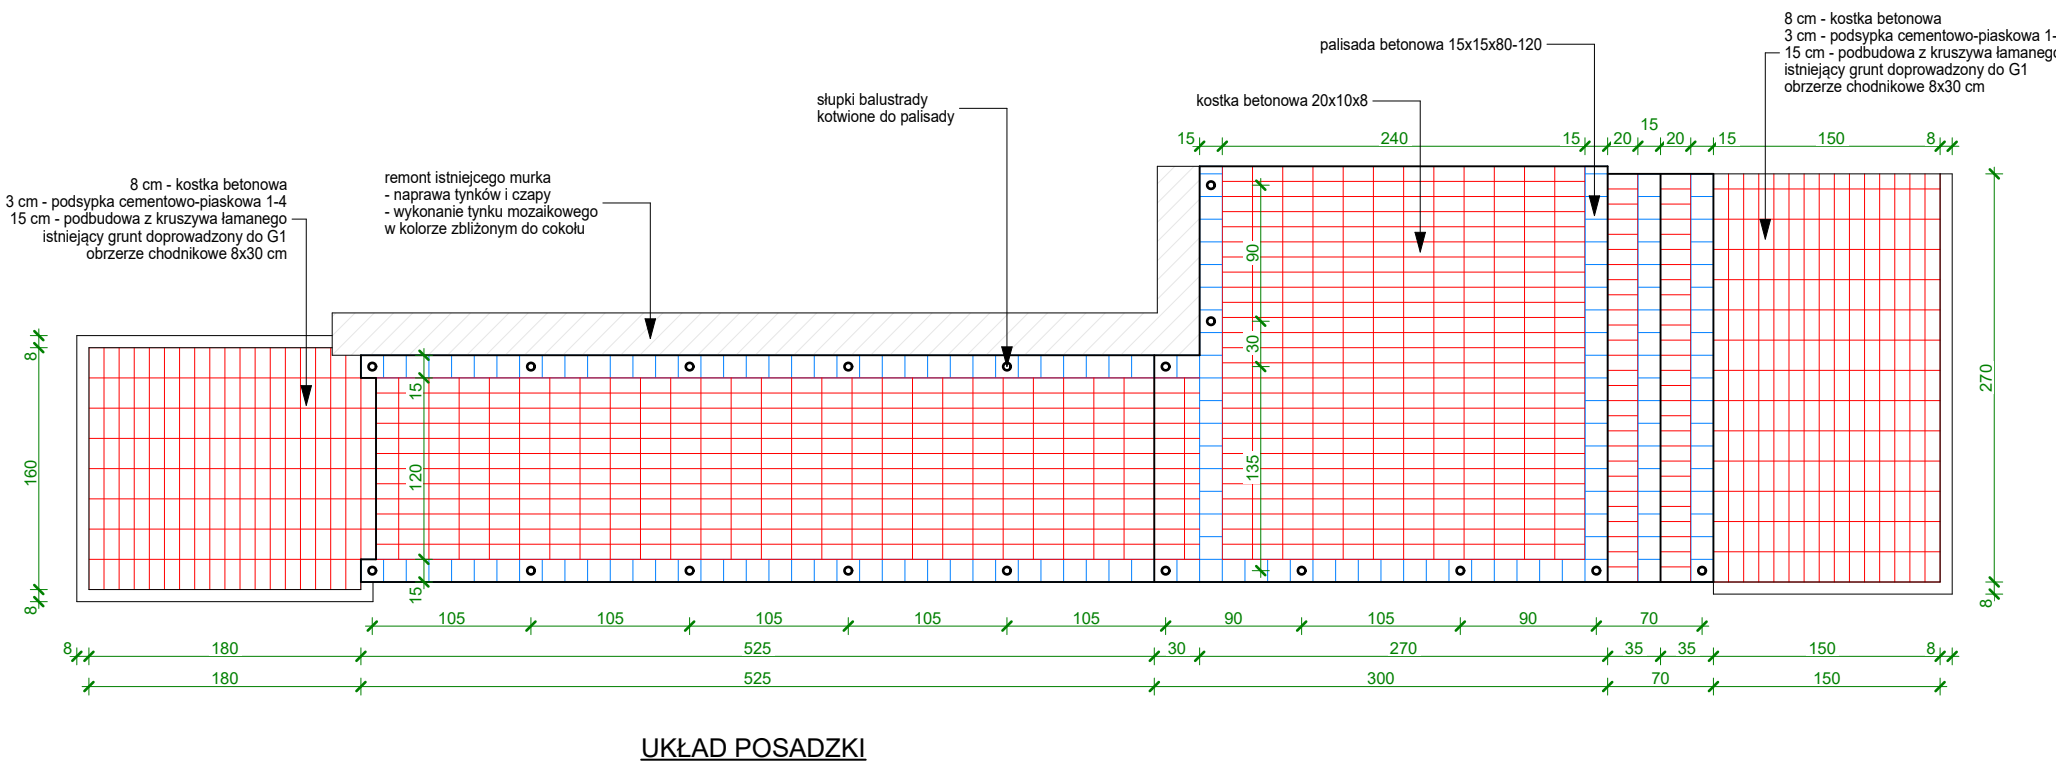 8 cm - kostka betonowa
3 cm - podsypka cementowo-piaskowa 1-4
15 cm - podbudowa z kruszywa łamanego
istniejący grunt doprowadzony do G1
obrzerze chodnikowe 8x30 cm
remont istniejcego murka
- naprawa tynków i czapy
- wykonanie tynku mozaikowego
w kolorze zbliżonym do cokołu
słupki balustrady
kotwione do palisady
palisada betonowa 15x15x80-120
kostka betonowa 20x10x8
8 cm - kostka betonowa
3 cm - podsypka cementowo-piaskowa 1-
15 cm - podbudowa z kruszywa łamanego
istniejący grunt doprowadzony do G1
obrzerze chodnikowe 8x30 cm
15 240 15 20 15 20 15 150 8
90
30
135
8
160
8
15
120
15
270
8
105 105 105 105 105 90 105 90 70
8 180 525 30 270 35 35 150 8
180 525 300 70 150
UKŁAD POSADZKI